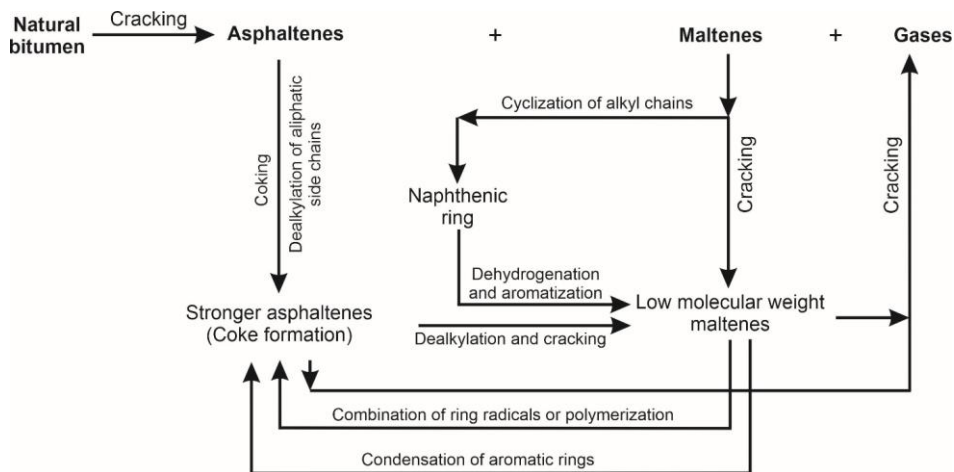 Natural
bitumen
Cracking
Asphaltenes + Maltenes + Gases
Coking
Dealkylation of aliphatic
side chains
Cyclization of alkyl chains
Cracking
Cracking
Naphthenic
ring
Dehydrogenation
and aromatization
Stronger asphaltenes
(Coke formation)
Dealkylation and cracking
Low molecular weight
maltenes
Combination of ring radicals or polymerization
Condensation of aromatic rings